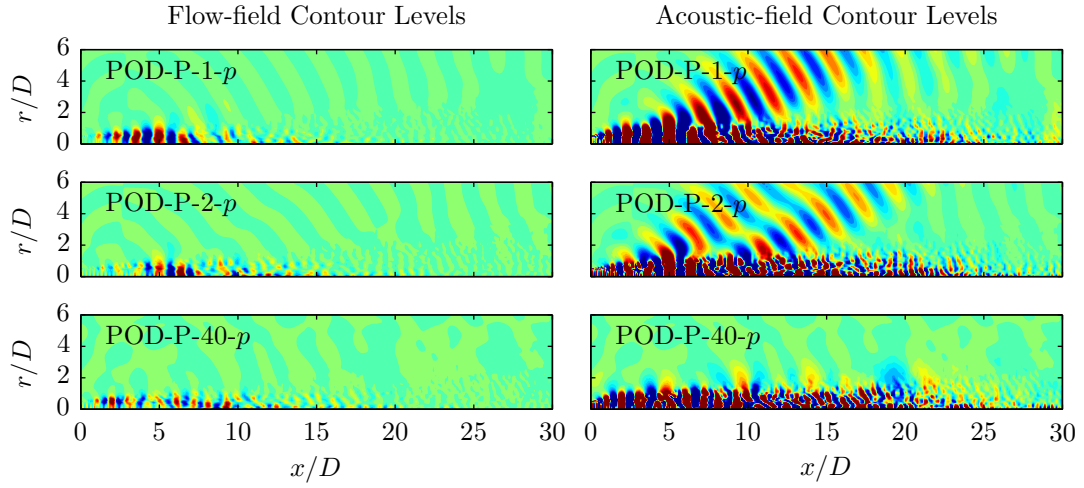 Flow-field Contour Levels
Acoustic-field Contour Levels
6
4
2
0
r/D
POD-P-1-p
POD-P-1-p
6
4
2
0
r/D
POD-P-2-p
POD-P-2-p
6
4
2
0
r/D
POD-P-40-p
POD-P-40-p
0 5 10 15 20 25 30
0 5 10 15 20 25 30
x/D
x/D